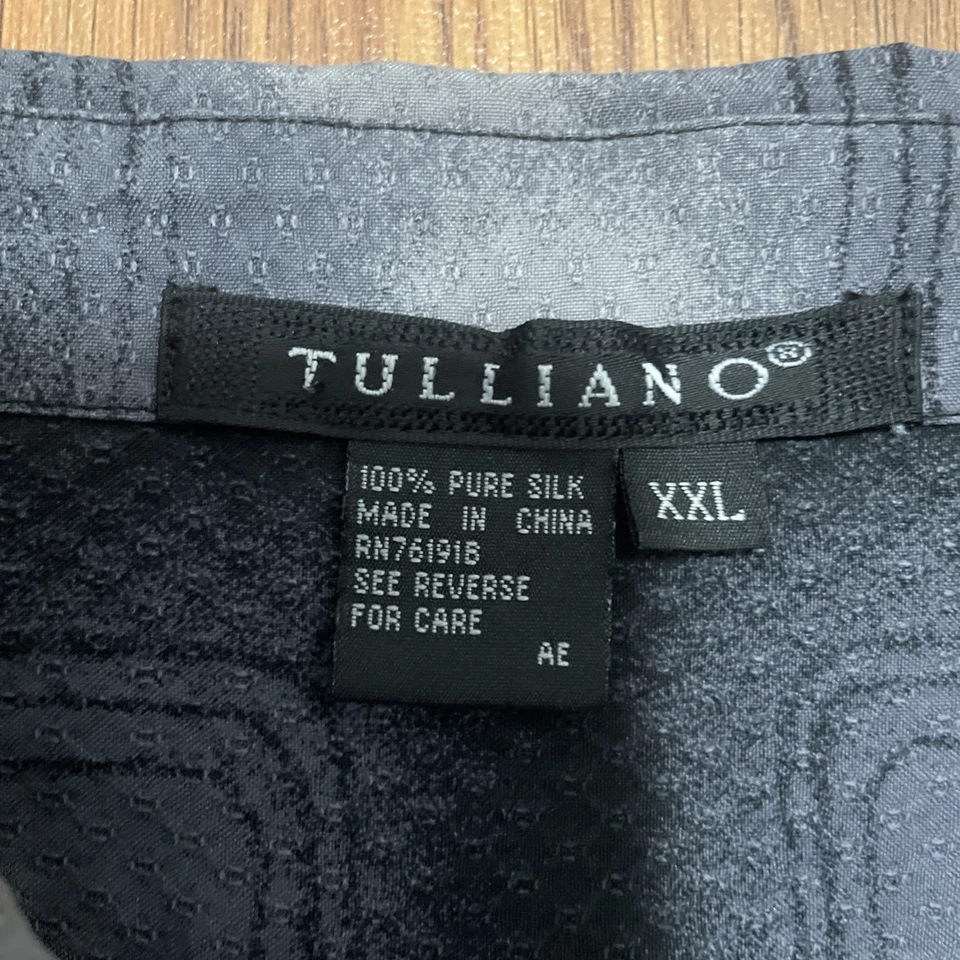 TULLIANO®
100% PURE SILK
MADE IN CHINA
RN76191B
SEE REVERSE
FOR CARE
AE
XXL